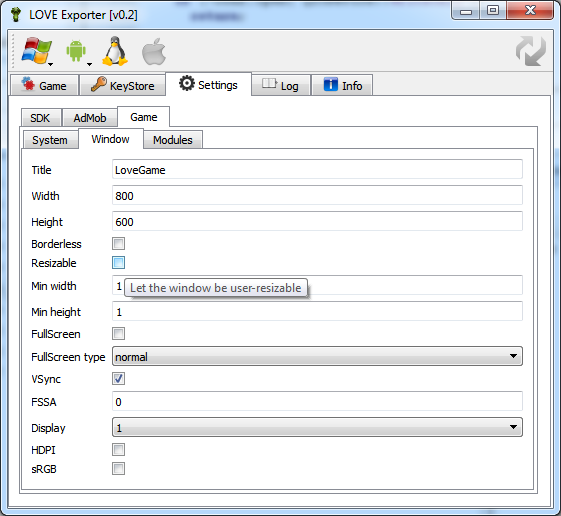 LOVE Exporter [v0.2]
Game KeyStore Settings Log Info
SDK AdMob Game
System Window Modules
Title LoveGame
Width 800
Height 600
Borderless
Resizable
Min width 1 Let the window be user-resizable
Min height 1
FullScreen
FullScreen type normal
VSync
FSSA 0
Display 1
HDPI
sRGB